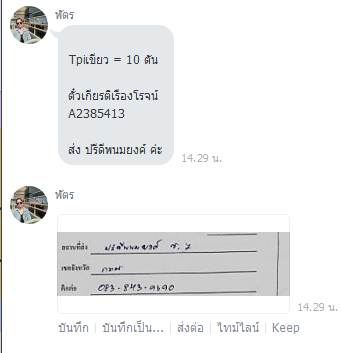 พัตร
Tpiเขียว = 10 ตัน
ตั๋วเกียรติเรืองโรจน์
A2385413
ส่ง ปรีดีพนมยงค์ ค่ะ
14.29 น.
พัตร
สถานที่ส่ง ปรีดีพนมยงค์ ซ. 7
เขต/จังหวัด กทม
ติดต่อ 083-843-9690
14.29 น.
บันทึก | บันทึกเป็น... | ส่งต่อ | ไทม์ไลน์ | Keep